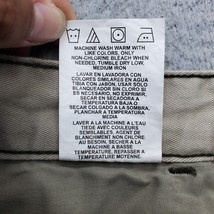 MACHINE WASH WARM WITH
LIKE COLORS, ONLY
NON-CHLORINE BLEACH WHEN
NEEDED, TUMBLE DRY LOW,
MEDIUM IRON
LAVAR EN LAVADORA CON
COLORES SIMILARES EN AGUA
TIBIA CON JABON, USAR SOLO
BLANQUEADOR SIN CLORO SI
ES NECESARIO, NO EXPRIMIR,
SECAR EN LA SECADORA A
TEMPERATURA BAJA O
SECAR A LA SOMBRA,
PLANCHAR A TEMPERATURA
MEDIA
LAVER A LA MACHINE A L'EAU
TIEDE AVEC DES COULEURS
SEMBLABLES, AGENT DE
BLANCHIMENT NON CHLORE
AU BESOIN, SECHER A LA
MACHINE A BASSE
TEMPERATURE, REPASSER A
TEMPERATURE MOYENNE.